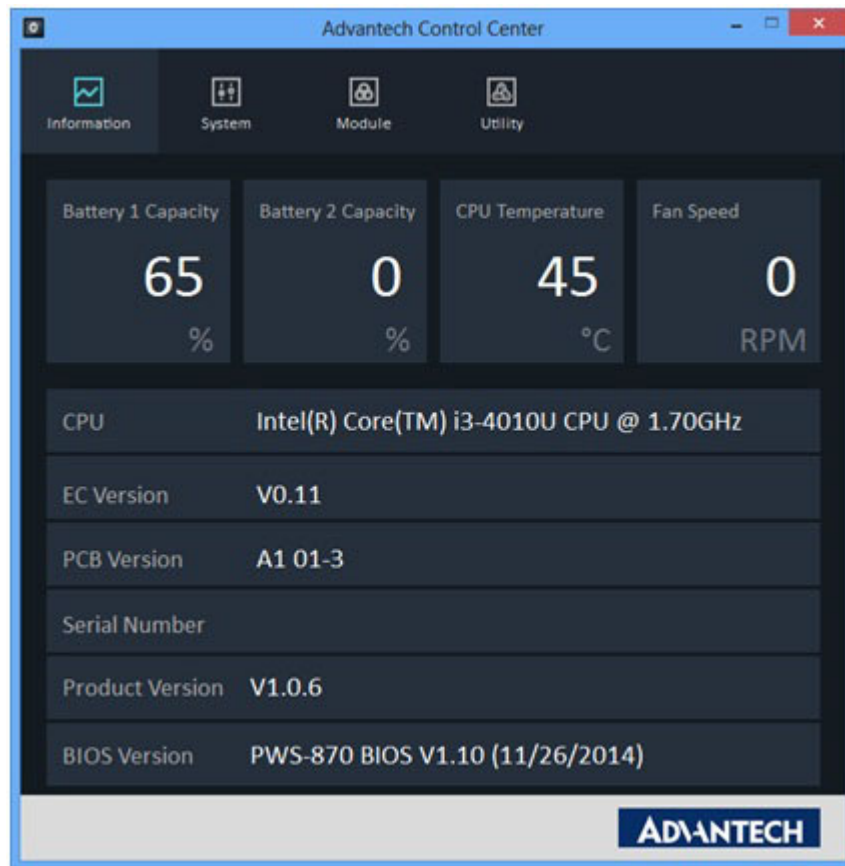 Advantech Control Center
Information System Module Utility
Battery 1 Capacity Battery 2 Capacity CPU Temperature Fan Speed
65 0 45 0
% % °C RPM
CPU Intel(R) Core(TM) i3-4010U CPU @ 1.70GHz
EC Version V0.11
PCB Version A1 01-3
Serial Number
Product Version V1.0.6
BIOS Version PWS-870 BIOS V1.10 (11/26/2014)
ADVANTECH